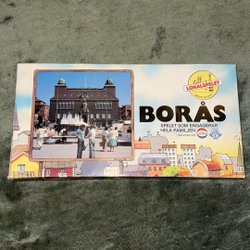 LOKALSPELET
BORÅS
SPELET SOM ENGAGERAR
HELA FAMILJEN